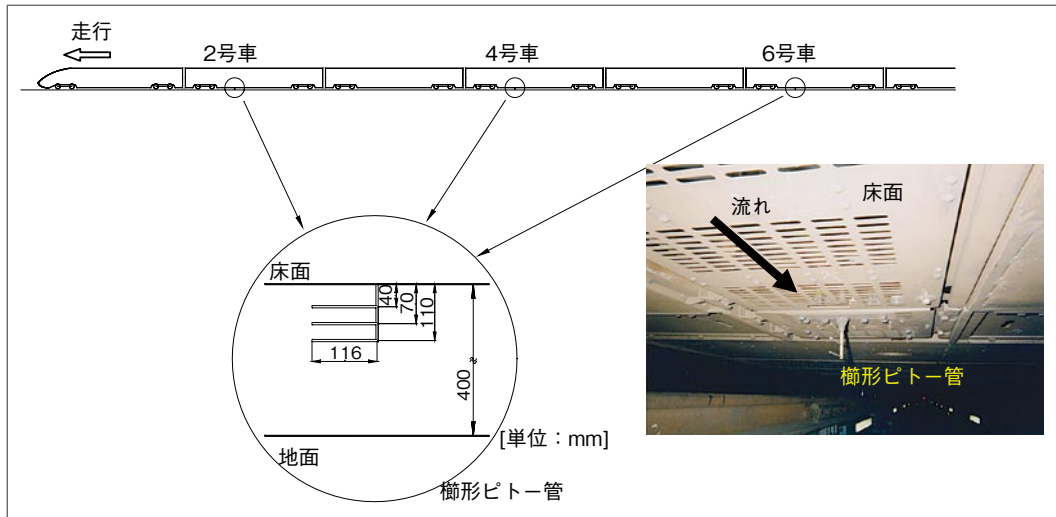 走行
2号車
4号車
6号車
床面
流れ
床面
40
70
110
116
400
櫛形ピトー管
[単位：mm]
地面
櫛形ピトー管